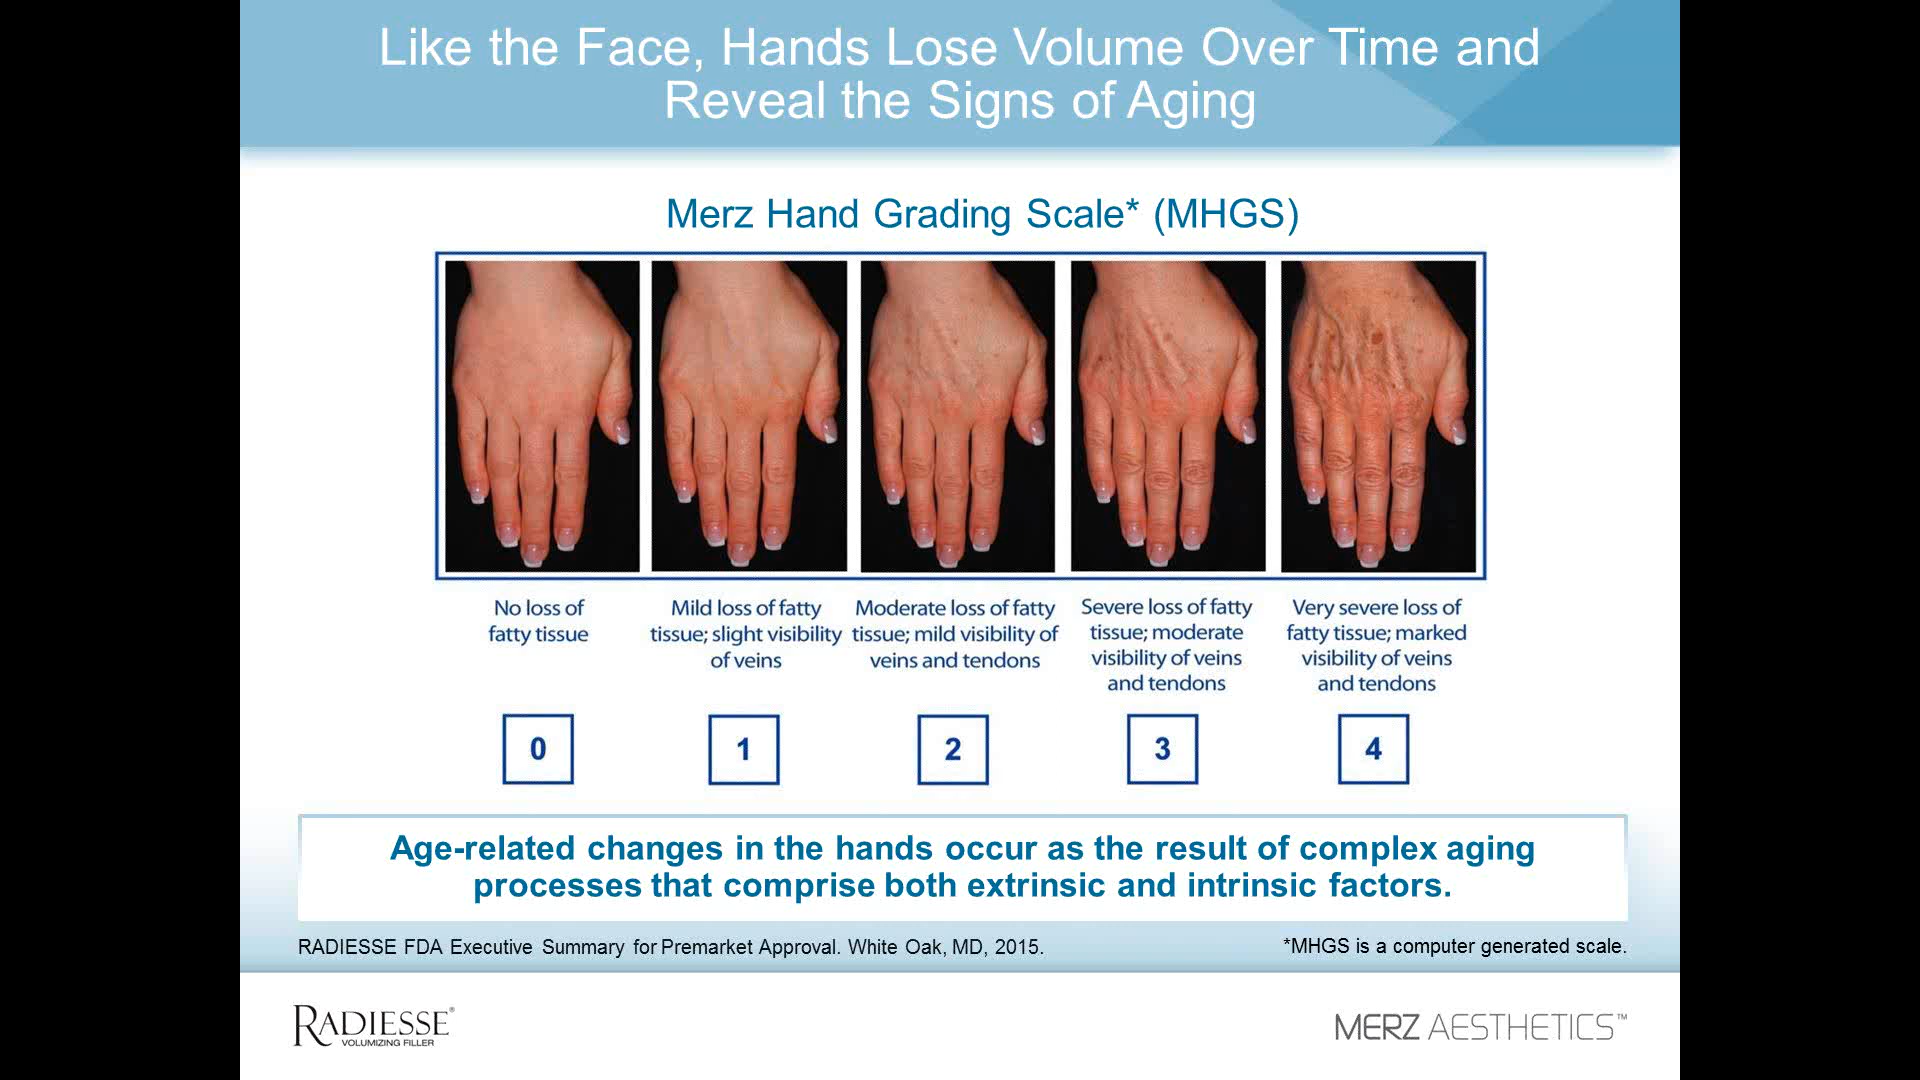 Like the Face, Hands Lose Volume Over Time and
Reveal the Signs of Aging
Merz Hand Grading Scale* (MHGS)
No loss of
fatty tissue
Mild loss of fatty
tissue; slight visibility
of veins
Moderate loss of fatty
tissue; mild visibility of
veins and tendons
Severe loss of fatty
tissue; moderate
visibility of veins
and tendons
Very severe loss of
fatty tissue; marked
visibility of veins
and tendons
0
1
2
3
4
Age-related changes in the hands occur as the result of complex aging
processes that comprise both extrinsic and intrinsic factors.
RADIESSE FDA Executive Summary for Premarket Approval. White Oak, MD, 2015.
*MHGS is a computer generated scale.
RADIESSE®
VOLUMIZING FILLER
MERZ AESTHETICS™